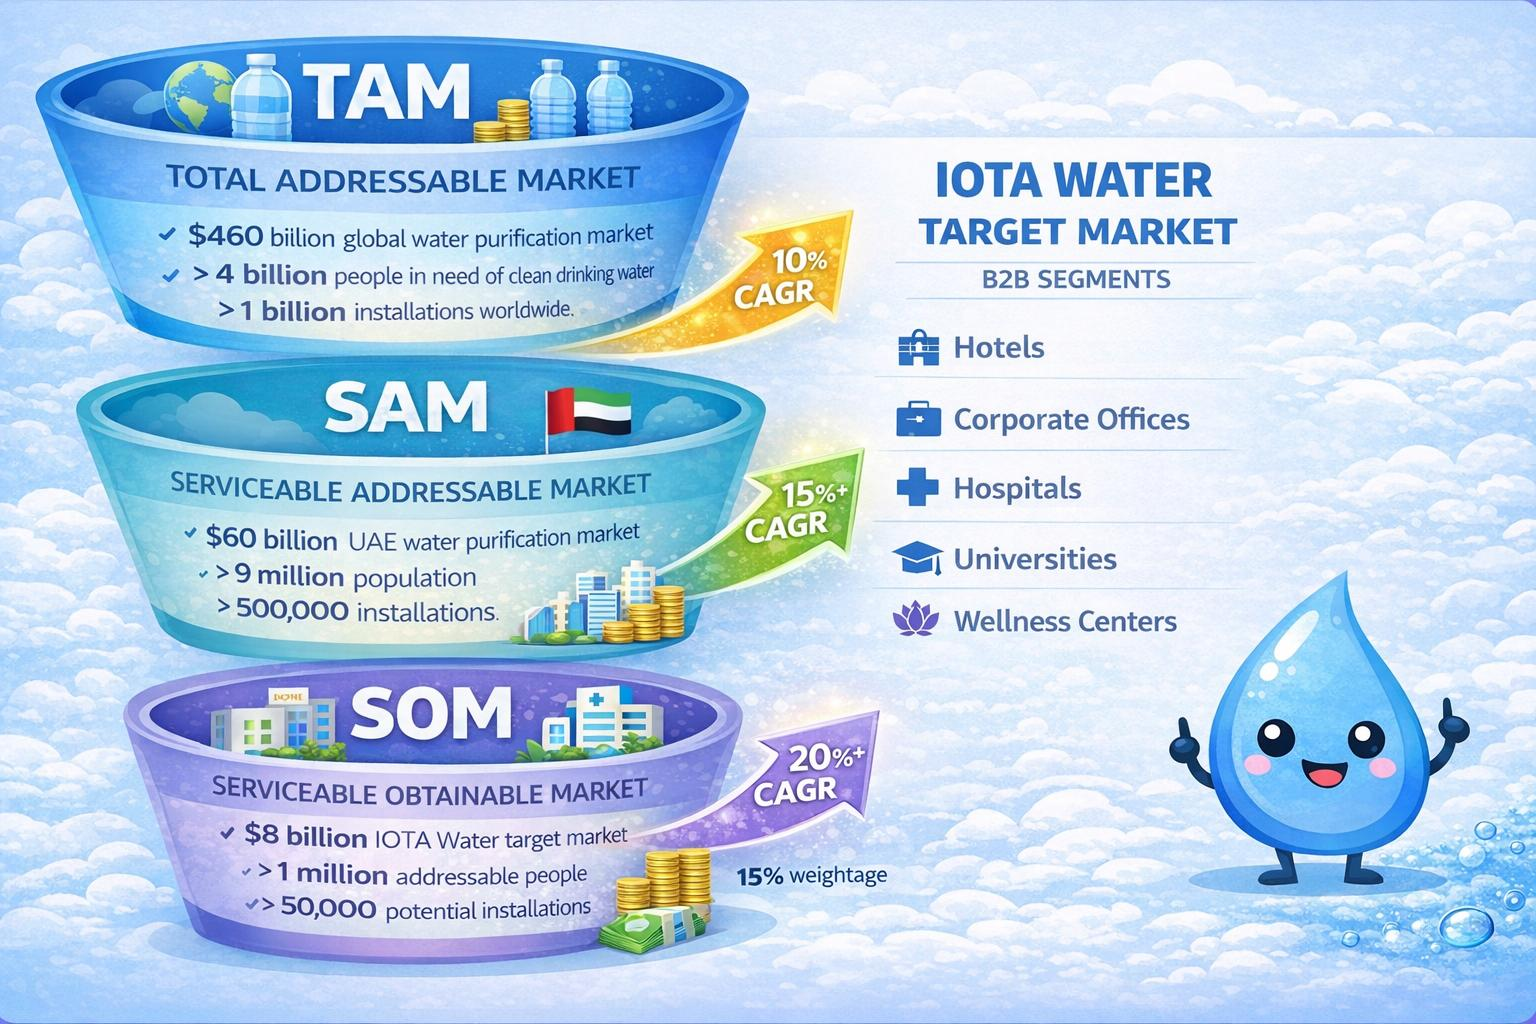 TAM
TOTAL ADDRESSABLE MARKET
$460 billion global water purification market
> 4 billion people in need of clean drinking water
> 1 billion installations worldwide.
10% CAGR
SAM
SERVICEABLE ADDRESSABLE MARKET
$60 billion UAE water purification market
> 9 million population
> 500,000 installations.
15%+ CAGR
SOM
SERVICEABLE OBTAINABLE MARKET
$8 billion IOTA Water target market
> 1 million addressable people
> 50,000 potential installations
20%+ CAGR
15% weightage
IOTA WATER
TARGET MARKET
B2B SEGMENTS
Hotels
Corporate Offices
Hospitals
Universities
Wellness Centers